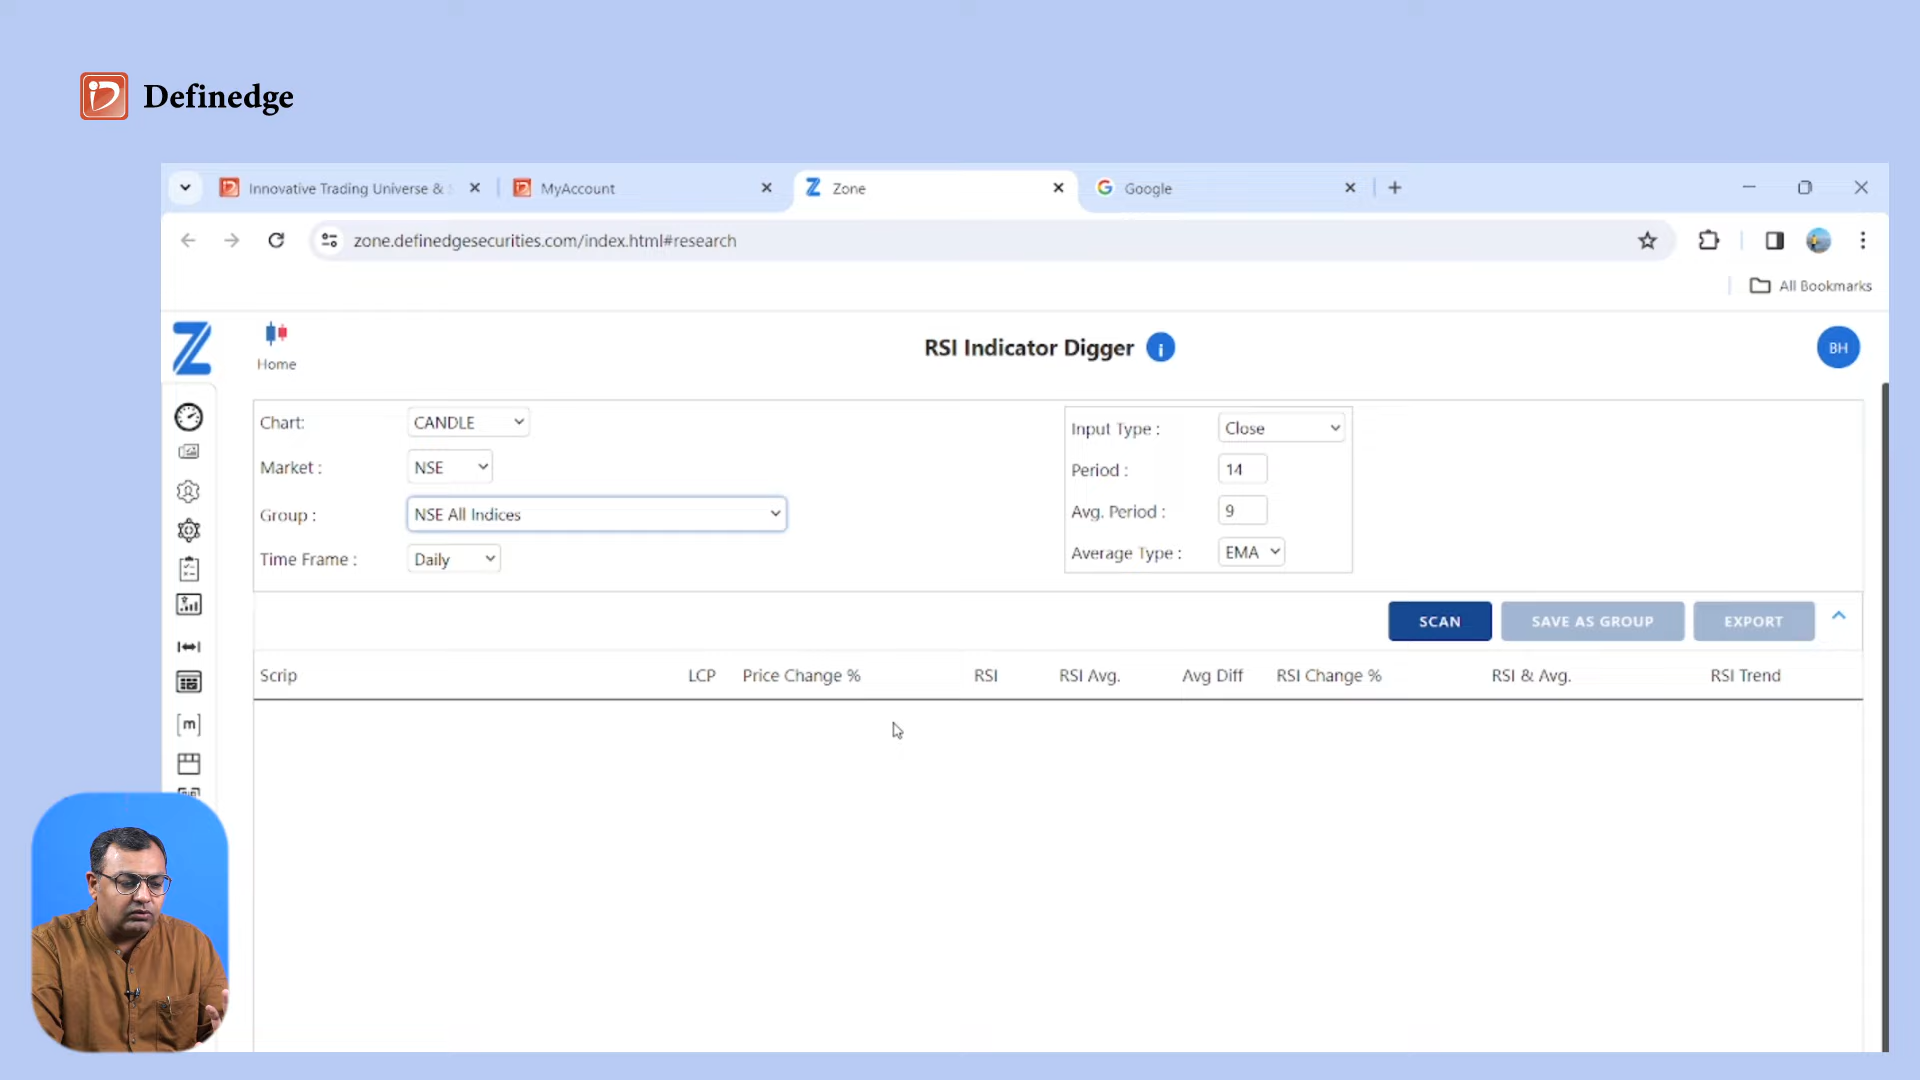 Definedge
Innovative Trading Universe &
MyAccount
Zone
Google
zone.definedgesecurities.com/index.html#research
All Bookmarks
Home
RSI Indicator Digger
BH
Chart:
CANDLE
Market :
NSE
Group :
NSE All Indices
Time Frame :
Daily
Input Type :
Close
Period :
14
Avg. Period :
9
Average Type :
EMA
SCAN
SAVE AS GROUP
EXPORT
Scrip LCP Price Change % RSI RSI Avg. Avg Diff RSI Change % RSI & Avg. RSI Trend
[m]